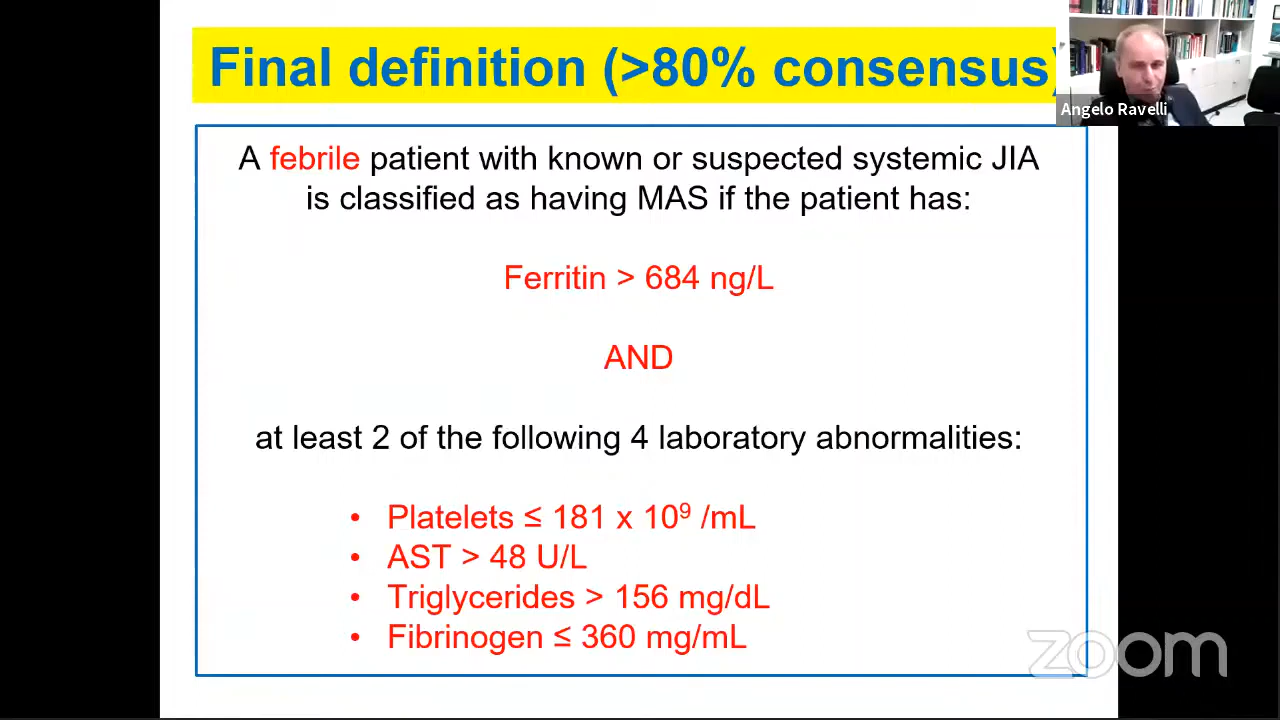 Final definition (>80% consensus)
Angelo Ravelli
A febrile patient with known or suspected systemic JIA
is classified as having MAS if the patient has:
Ferritin > 684 ng/L
AND
at least 2 of the following 4 laboratory abnormalities:
• Platelets ≤ 181 x 10⁹ /mL
• AST > 48 U/L
• Triglycerides > 156 mg/dL
• Fibrinogen ≤ 360 mg/mL
zoom